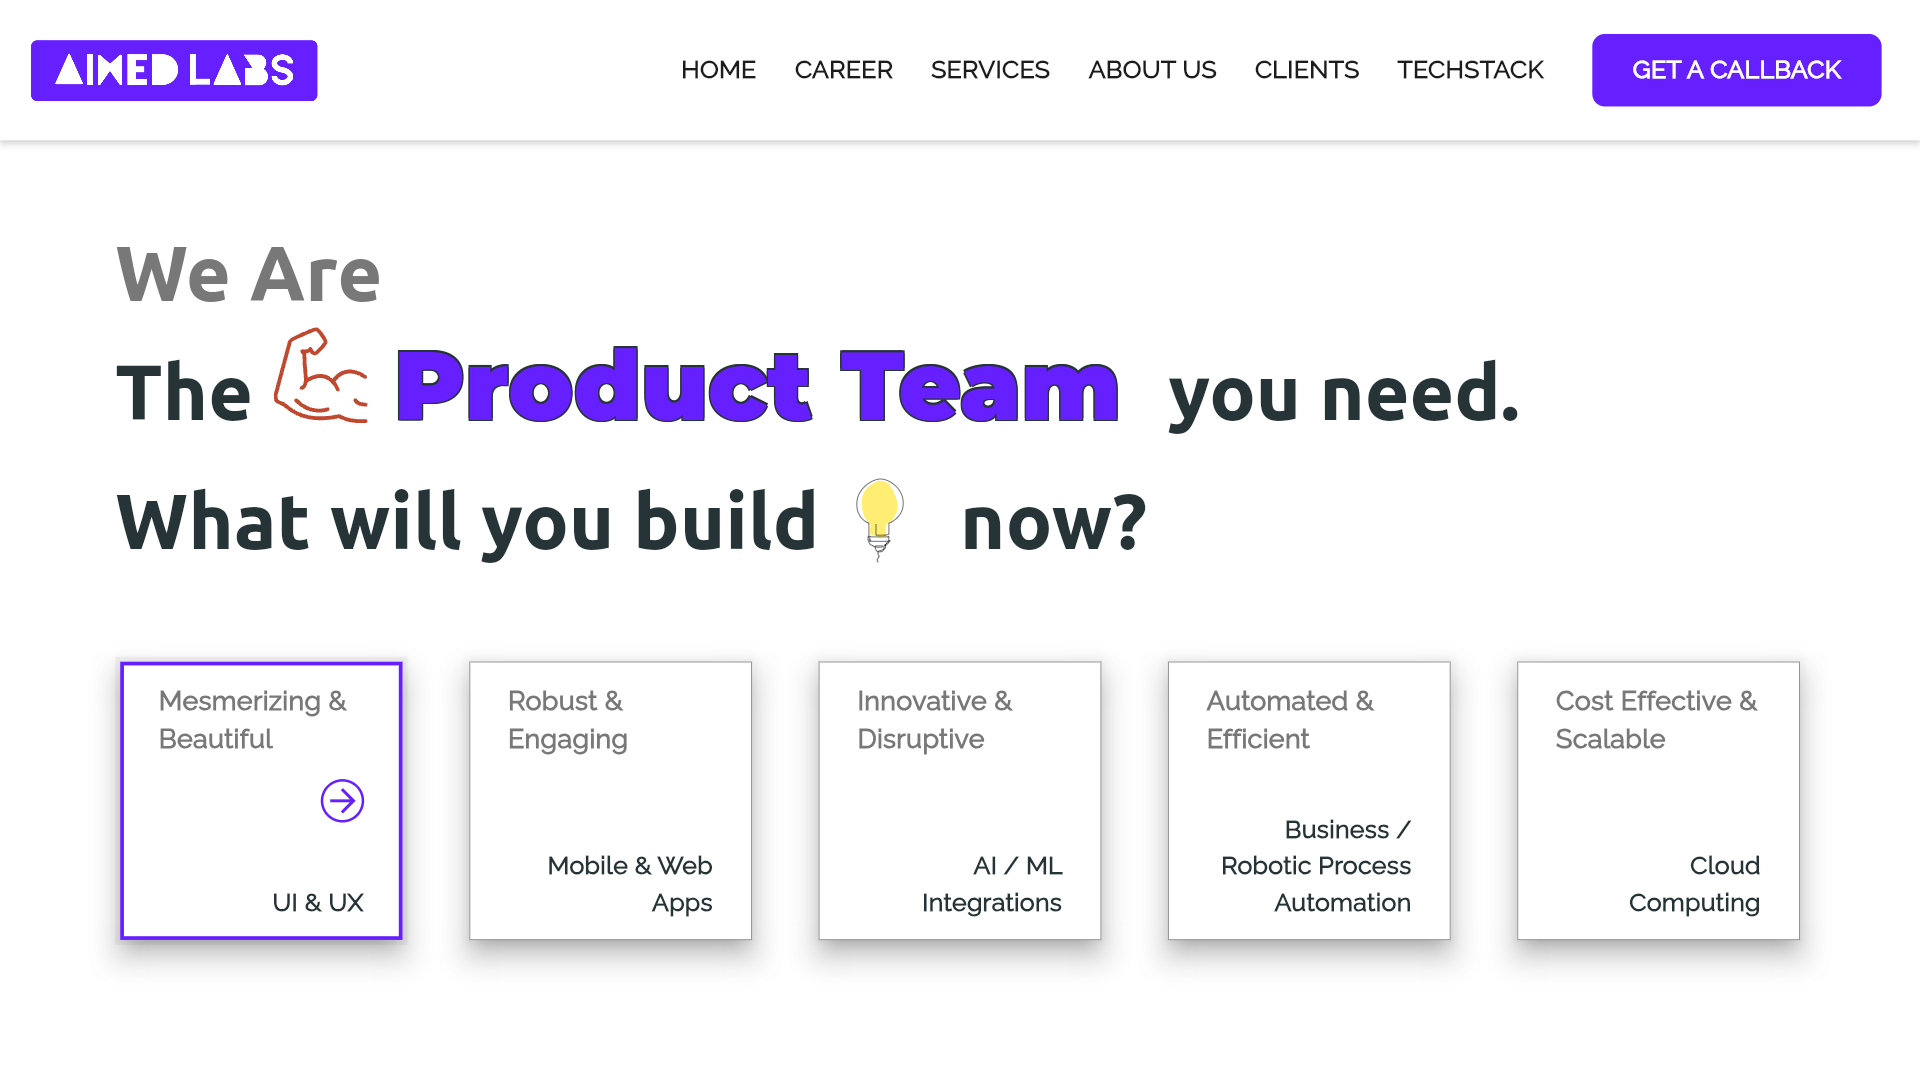 AIMED LABS
HOME CAREER SERVICES ABOUT US CLIENTS TECHSTACK GET A CALLBACK
We Are
The Product Team you need.
What will you build now?
Mesmerizing &
Beautiful
UI & UX
Robust &
Engaging
Mobile & Web
Apps
Innovative &
Disruptive
AI / ML
Integrations
Automated &
Efficient
Business /
Robotic Process
Automation
Cost Effective &
Scalable
Cloud
Computing